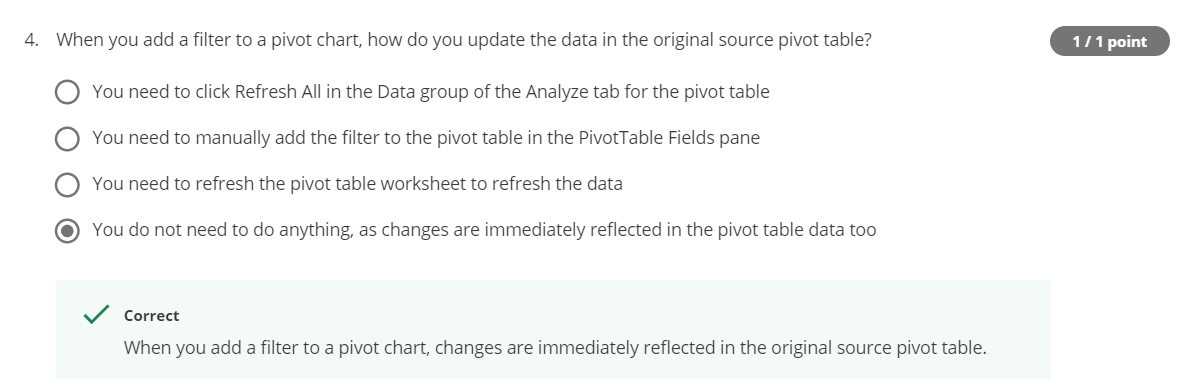 4. When you add a filter to a pivot chart, how do you update the data in the original source pivot table?
1 / 1 point
You need to click Refresh All in the Data group of the Analyze tab for the pivot table
You need to manually add the filter to the pivot table in the PivotTable Fields pane
You need to refresh the pivot table worksheet to refresh the data
You do not need to do anything, as changes are immediately reflected in the pivot table data too
Correct
When you add a filter to a pivot chart, changes are immediately reflected in the original source pivot table.